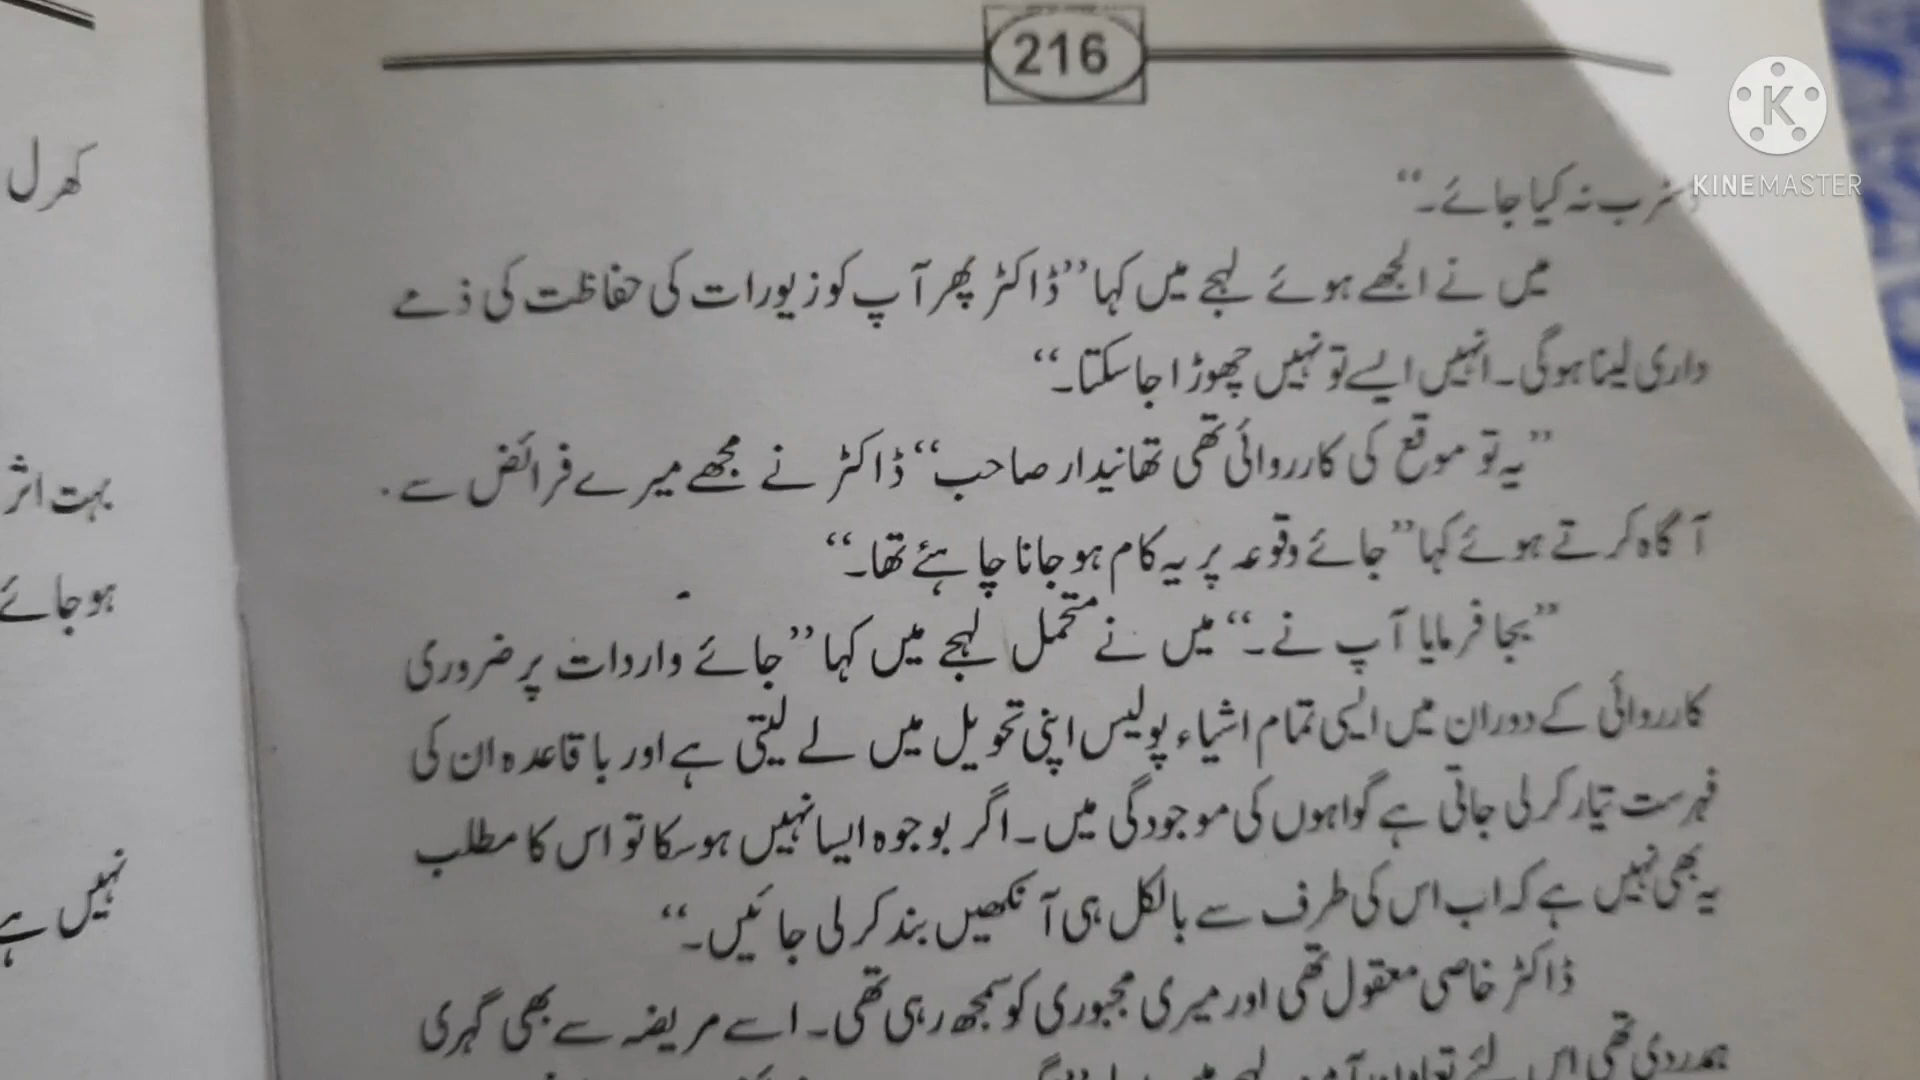 216
KINEMASTER
ڈسٹرب نہ کیا جائے۔“
میں نے الجھے ہوئے لہجے میں کہا ”ڈاکٹر پھر آپ کو زیورات کی حفاظت کی ذمے
داری لینا ہوگی۔ انہیں ایسے تو نہیں چھوڑا جا سکتا۔“
”یہ تو موقع کی کارروائی تھی تھانیدار صاحب“ ڈاکٹر نے مجھے میرے فرائض سے
آگاہ کرتے ہوئے کہا ”جائے وقوعہ پر یہ کام ہو جانا چاہئے تھا۔“
”بجا فرمایا آپ نے۔“ میں نے متحمل لہجے میں کہا ”جائے واردات پر ضروری
کارروائی کے دوران میں ایسی تمام اشیاء پولیس اپنی تحویل میں لے لیتی ہے اور باقاعدہ ان کی
فہرست تیار کر لی جاتی ہے گواہوں کی موجودگی میں۔ اگر بوجوہ ایسا نہیں ہو سکا تو اس کا مطلب
یہ بھی نہیں ہے کہ اب اس کی طرف سے بالکل ہی آنکھیں بند کر لی جائیں۔“
ڈاکٹر خاصی معقول تھی اور میری مجبوری کو سمجھ رہی تھی۔ اسے مریضہ سے بھی گہری
ہمدردی تھی اس لئے
کھرل
بہت اثر
ہو جائے
نہیں ہے